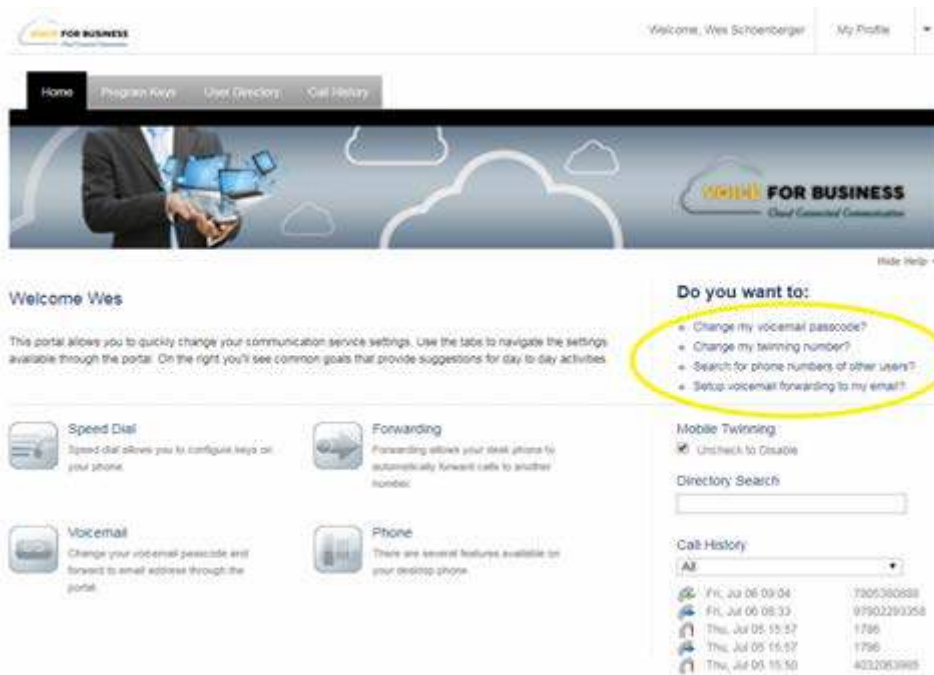 VOICE FOR BUSINESS
Welcome, Wes Schoenberger
My Profile
Home
Program Keys
User Directory
Call History
VOICE FOR BUSINESS
Cloud Connected Communication
Hide Help
Welcome Wes
Do you want to:
This portal allows you to quickly change your communication service settings. Use the tabs to navigate the settings
available through the portal. On the right you'll see common goals that provide suggestions for day to day activities
Change my voicemail passcode?
Change my twinning number?
Search for phone numbers of other users?
Setup voicemail forwarding to my email?
Speed Dial
Speed dial allows you to configure keys on
your phone.
Forwarding
Forwarding allows your desk phone to
automatically forward calls to another
number.
Voicemail
Change your voicemail passcode and
forward to email address through the
portal.
Phone
There are several features available on
your desktop phone.
Mobile Twinning
Uncheck to Disable
Directory Search
Call History
All
Fri, Jul 06 09:04
Fri, Jul 06 08:33
Thu, Jul 05 15:57 1796
Thu, Jul 05 15:57 1796
Thu, Jul 05 15:50